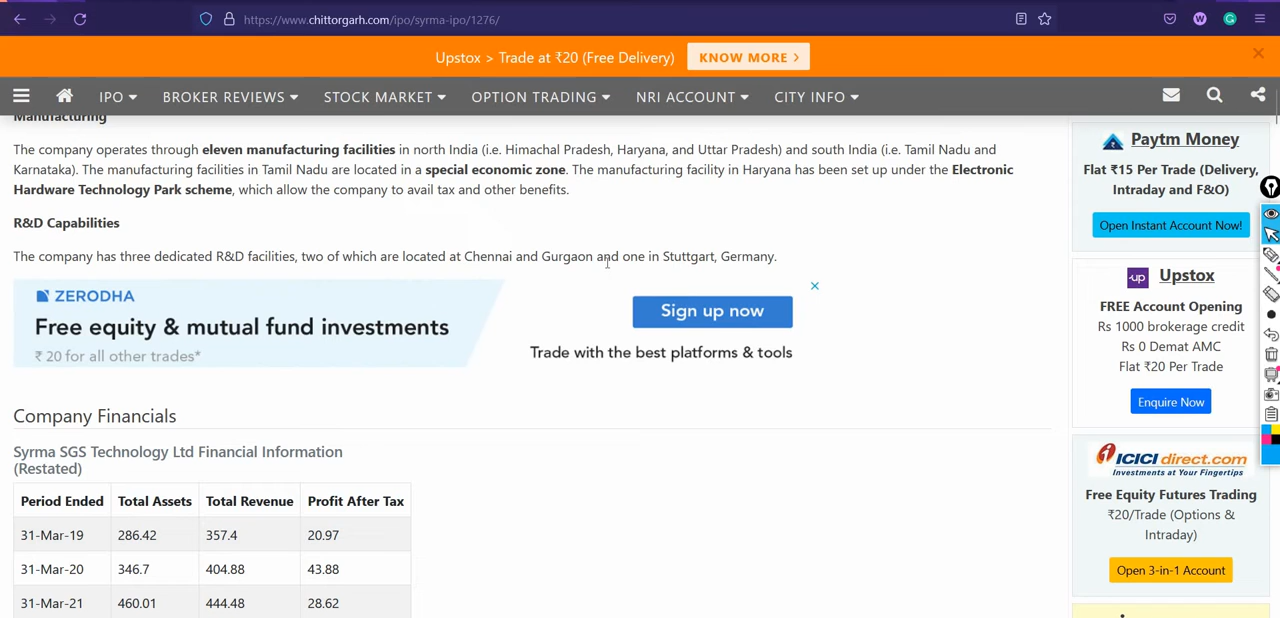 https://www.chittorgarh.com/ipo/syrma-ipo/1276/
Upstox > Trade at ₹20 (Free Delivery) KNOW MORE >
IPO BROKER REVIEWS STOCK MARKET OPTION TRADING NRI ACCOUNT CITY INFO
Manufacturing
The company operates through eleven manufacturing facilities in north India (i.e. Himachal Pradesh, Haryana, and Uttar Pradesh) and south India (i.e. Tamil Nadu and
Karnataka). The manufacturing facilities in Tamil Nadu are located in a special economic zone. The manufacturing facility in Haryana has been set up under the Electronic
Hardware Technology Park scheme, which allow the company to avail tax and other benefits.
R&D Capabilities
The company has three dedicated R&D facilities, two of which are located at Chennai and Gurgaon and one in Stuttgart, Germany.
ZERODHA
Free equity & mutual fund investments
₹ 20 for all other trades*
Sign up now
Trade with the best platforms & tools
Company Financials
Syrma SGS Technology Ltd Financial Information
(Restated)
Period Ended Total Assets Total Revenue Profit After Tax
31-Mar-19 286.42 357.4 20.97
31-Mar-20 346.7 404.88 43.88
31-Mar-21 460.01 444.48 28.62
Paytm Money
Flat ₹15 Per Trade (Delivery,
Intraday and F&O)
Open Instant Account Now!
up Upstox
FREE Account Opening
Rs 1000 brokerage credit
Rs 0 Demat AMC
Flat ₹20 Per Trade
Enquire Now
ICICI direct.com
Investments at Your Fingertips
Free Equity Futures Trading
₹20/Trade (Options &
Intraday)
Open 3-in-1 Account